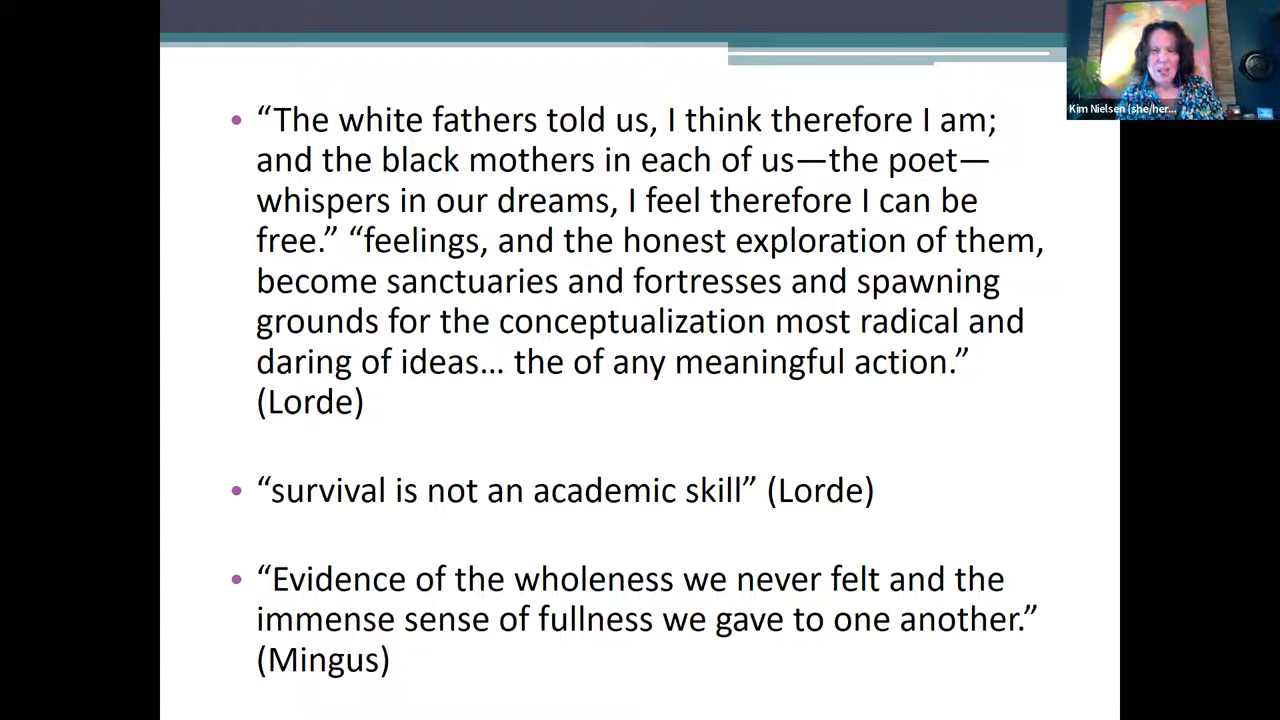 Kim Nielsen (she/her...
• “The white fathers told us, I think therefore I am;
and the black mothers in each of us—the poet—
whispers in our dreams, I feel therefore I can be
free.” “feelings, and the honest exploration of them,
become sanctuaries and fortresses and spawning
grounds for the conceptualization most radical and
daring of ideas… the of any meaningful action.”
(Lorde)
• “survival is not an academic skill” (Lorde)
• “Evidence of the wholeness we never felt and the
immense sense of fullness we gave to one another.”
(Mingus)